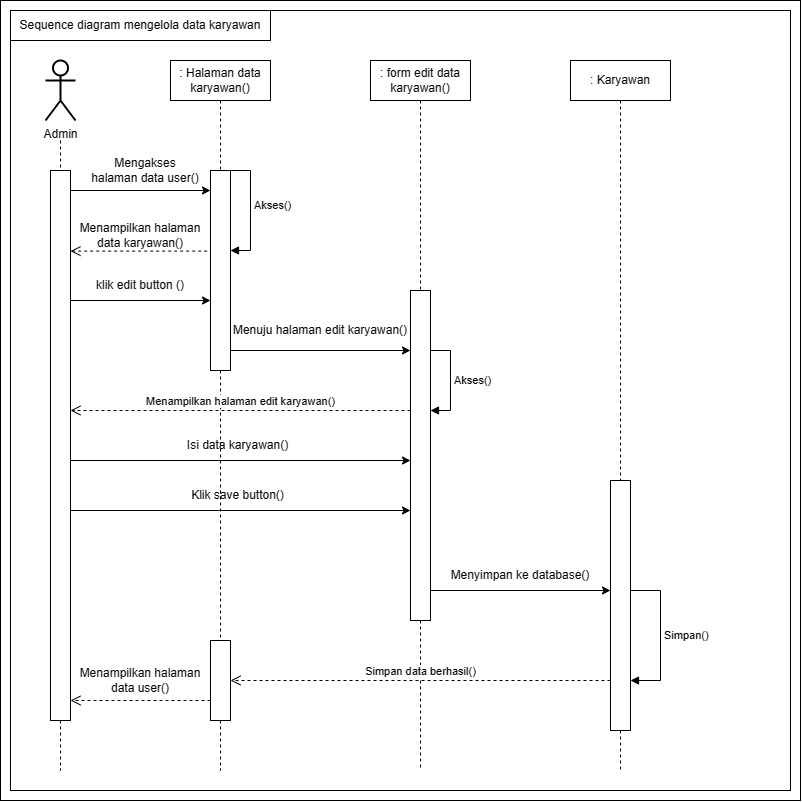 Sequence diagram mengelola data karyawan
: Halaman data
karyawan()
: form edit data
karyawan()
: Karyawan
Admin
Mengakses
halaman data user()
Akses()
Menampilkan halaman
data karyawan()
klik edit button ()
Menuju halaman edit karyawan()
Akses()
Menampilkan halaman edit karyawan()
Isi data karyawan()
Klik save button()
Menyimpan ke database()
Simpan()
Simpan data berhasil()
Menampilkan halaman
data user()